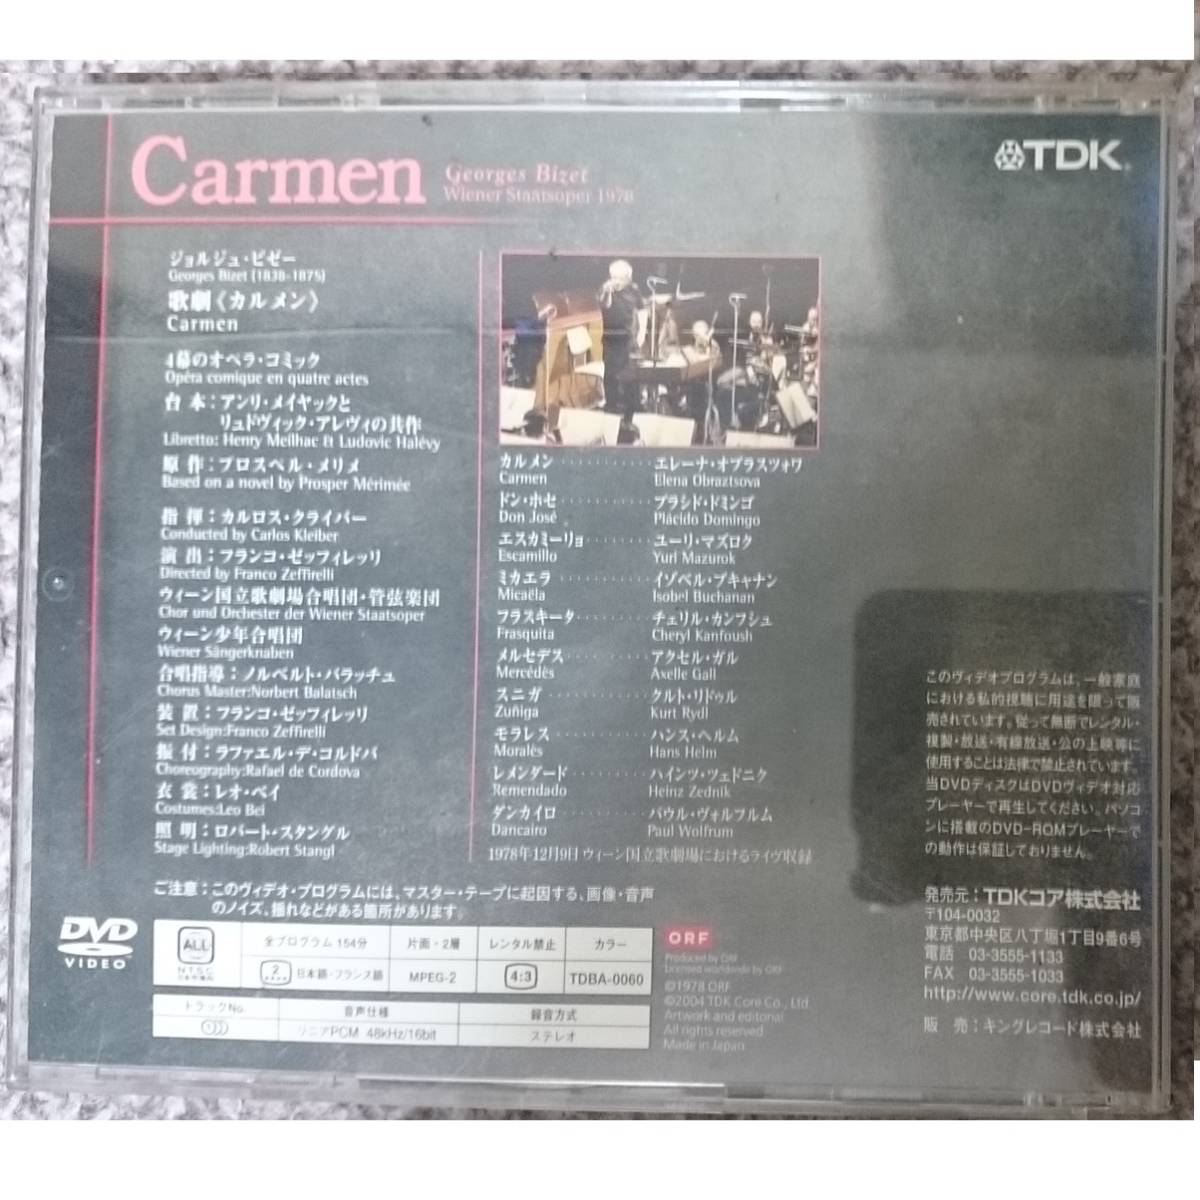 Carmen
Georges Bizet
Wiener Staatsoper 1978
TDK
ジョルジュ・ビゼー
Georges Bizet [1838-1875]
歌劇《カルメン》
Carmen
4幕のオペラ・コミック
Opéra comique en quatre actes
台 本：アンリ・メイヤックと
リュドヴィック・アレヴィの共作
Libretto: Henry Meilhac & Ludovic Halévy
原 作：プロスペル・メリメ
Based on a novel by Prosper Mérimée
指 揮：カルロス・クライバー
Conducted by Carlos Kleiber
演 出：フランコ・ゼッフィレッリ
Directed by Franco Zeffirelli
ウィーン国立歌劇場合唱団・管弦楽団
Chor und Orchester der Wiener Staatsoper
ウィーン少年合唱団
Wiener Sängerknaben
合唱指導：ノルベルト・バラッチュ
Chorus Master:Norbert Balatsch
装 置：フランコ・ゼッフィレッリ
Set Design:Franco Zeffirelli
振 付：ラファエル・デ・コルドバ
Choreography:Rafael de Cordova
衣 裳：レオ・ベイ
Costumes:Leo Bei
照 明：ロバート・スタングル
Stage Lighting:Robert Stangl
カルメン・・・・・・・・・・・エレーナ・オブラスツォワ
Carmen Elena Obraztsova
ドン・ホセ・・・・・・・・・・プラシド・ドミンゴ
Don José Plácido Domingo
エスカミーリョ・・・・・・・・ユーリ・マズロク
Escamillo Yuri Mazurok
ミカエラ・・・・・・・・・・・イゾベル・ブキャナン
Micaëla Isobel Buchanan
フラスキータ・・・・・・・・・チェリル・カンフシュ
Frasquita Cheryl Kanfoush
メルセデス・・・・・・・・・・アクセル・ガル
Mercédès Axelle Gall
スニガ・・・・・・・・・・・・クルト・リドゥル
Zuñiga Kurt Rydl
モラレス・・・・・・・・・・・ハンス・ヘルム
Moralès Hans Helm
レメンダード・・・・・・・・・ハインツ・ツェドニク
Remendado Heinz Zednik
ダンカイロ・・・・・・・・・・パウル・ヴォルフルム
Dancairo Paul Wolfrum
1978年12月9日 ウィーン国立歌劇場におけるライヴ収録
ご注意：このヴィデオ・プログラムには、マスター・テープに起因する、画像・音声
のノイズ、揺れなどがある箇所があります。
DVD
VIDEO
ALL
NTSC
全プログラム 154分
片面・2層
レンタル禁止
カラー
2
日本語・フランス語
MPEG-2
4:3
TDBA-0060
トラックNo.
音声仕様
録音方式
リニアPCM 48kHz/16bit
ステレオ
ORF
Produced by ORF
Licensed worldwide by ORF
©1978 ORF
©2004 TDK Core Co., Ltd.
Artwork and editorial
All rights reserved
Made in Japan
このヴィデオプログラムは、一般家庭
における私的視聴に用途を限って販
売されています。従って無断でレンタル・
複製・放送・有線放送・公の上映等に
使用することは法律で禁止されています。
当DVDディスクはDVDヴィデオ対応
プレーヤーで再生してください。パソコ
ンに搭載のDVD-ROMプレーヤーで
の動作は保証しておりません。
発売元：TDKコア株式会社
〒104-0032
東京都中央区八丁堀1丁目9番6号
電話 03-3555-1133
FAX 03-3555-1033
http://www.core.tdk.co.jp/
販 売：キングレコード株式会社